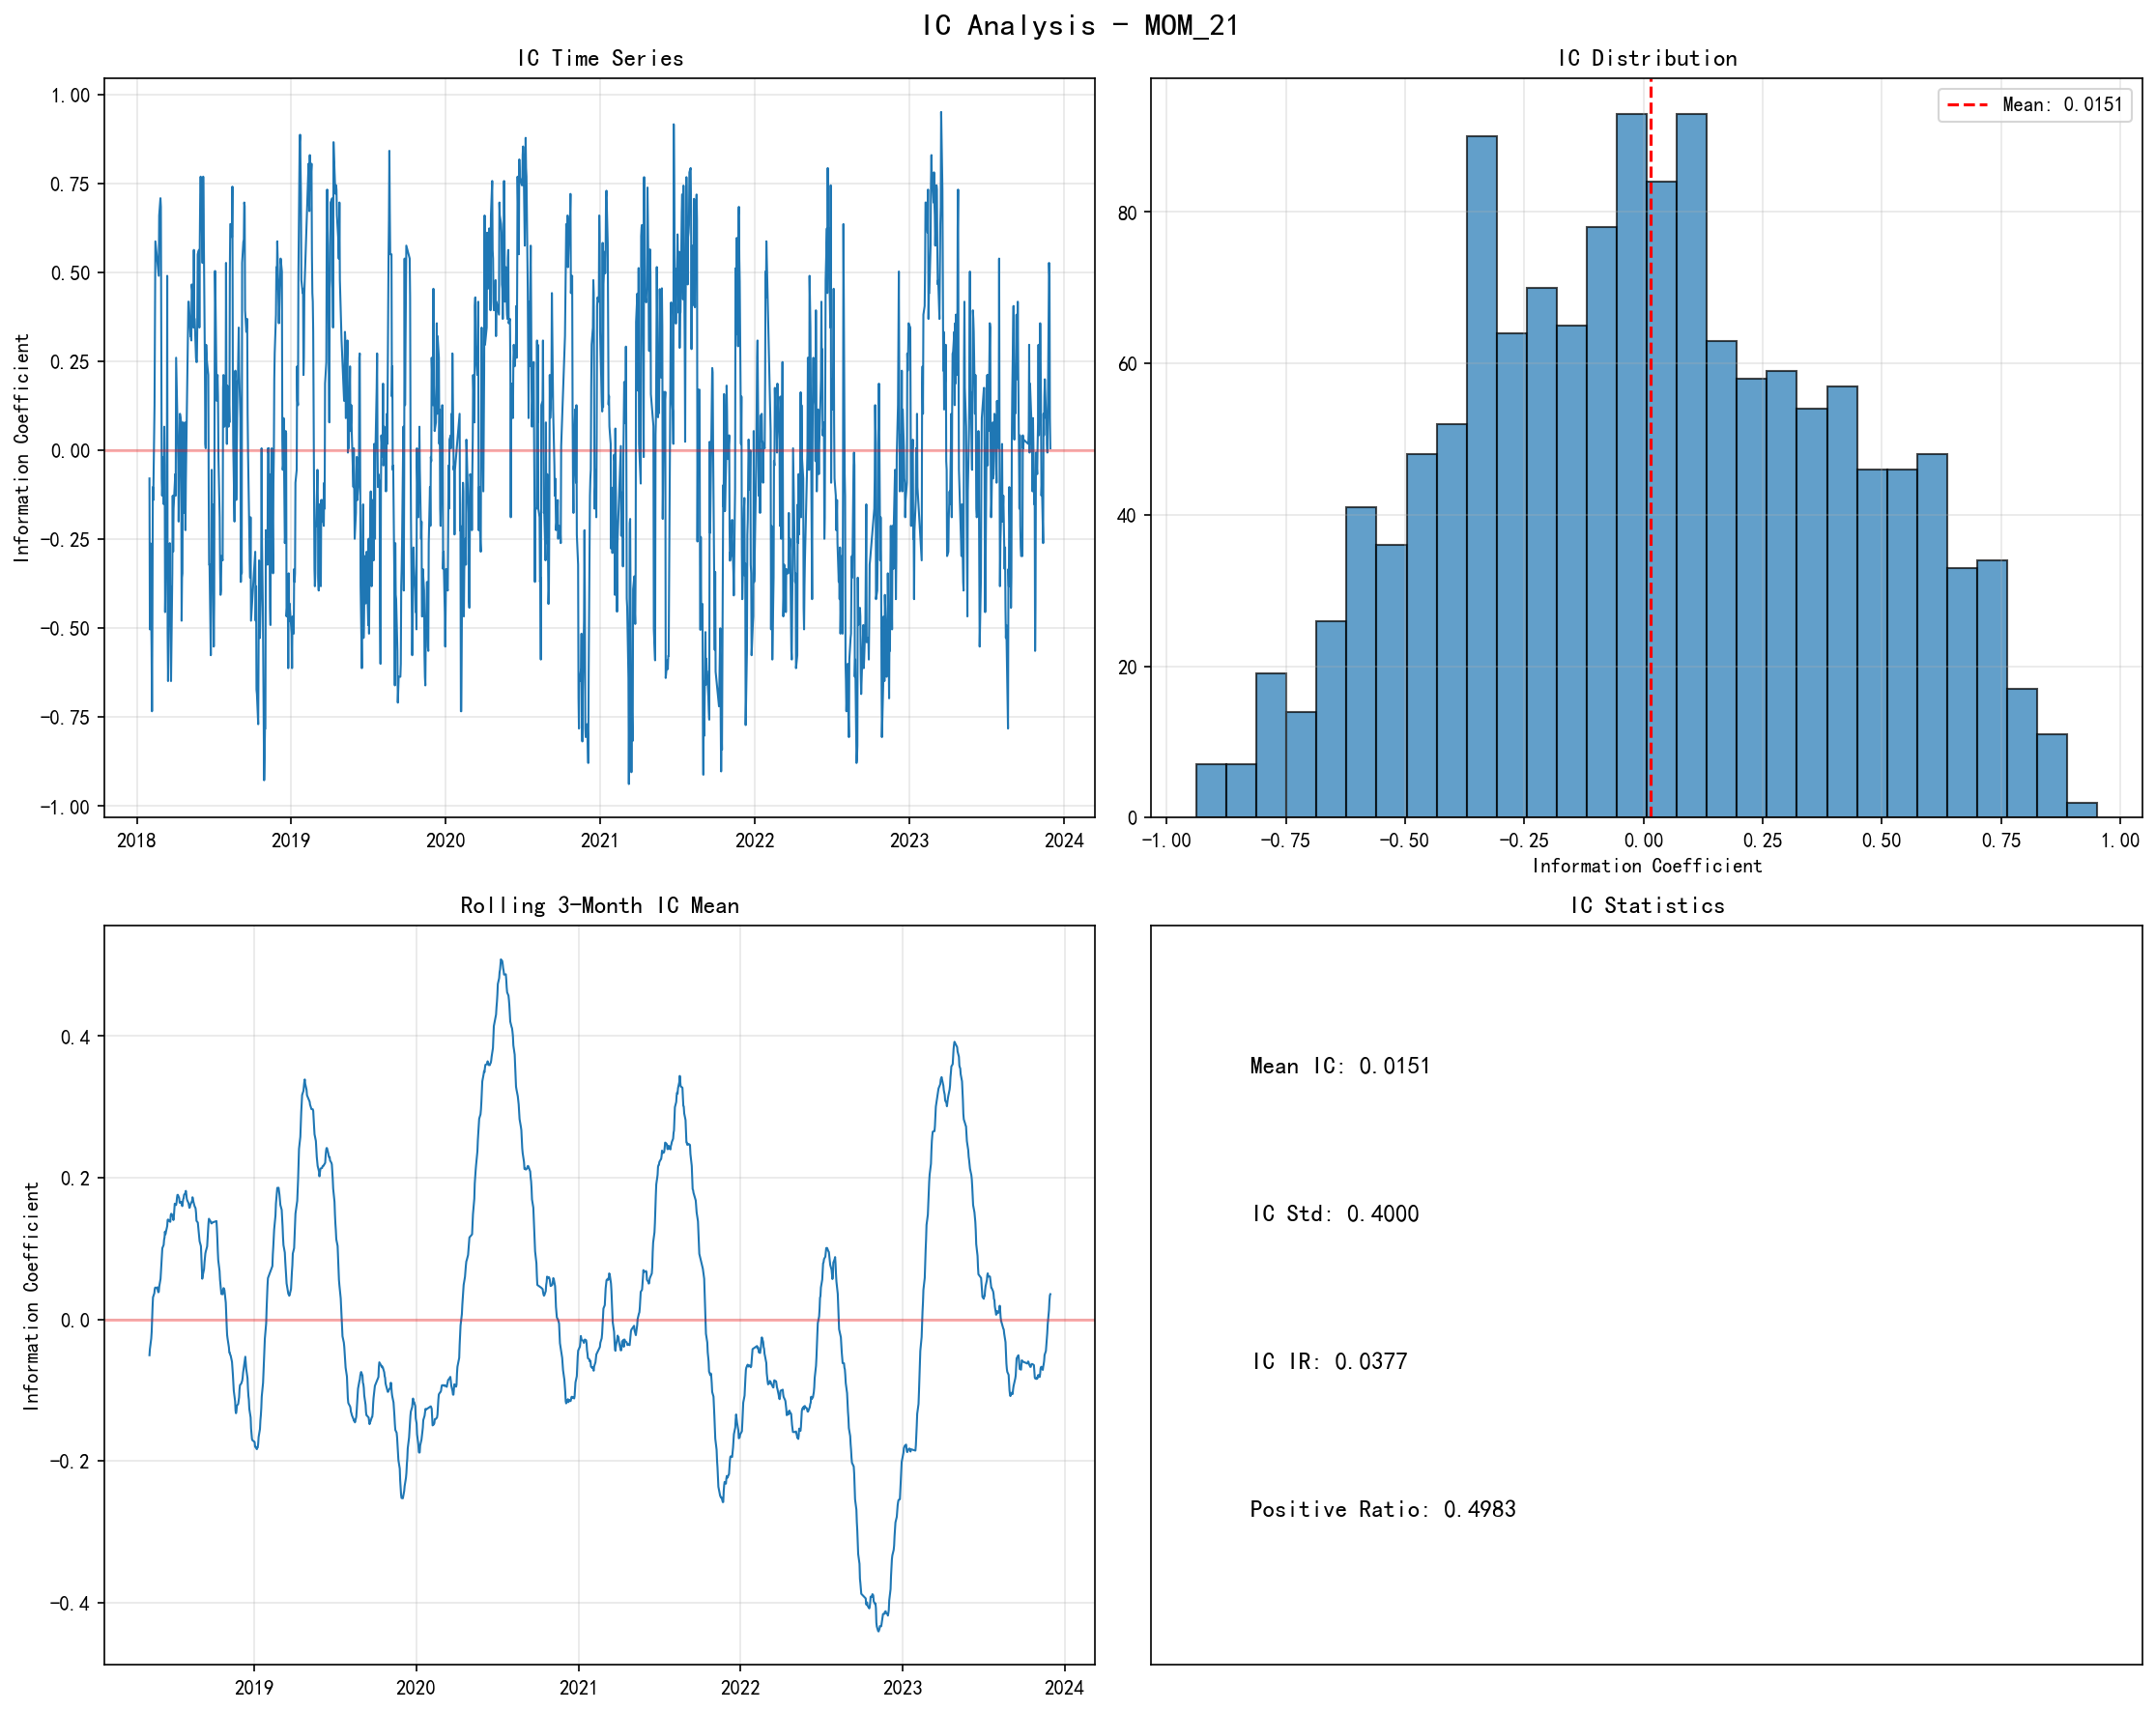 IC Analysis - MOM_21
IC Time Series
Information Coefficient
1.00
0.75
0.50
0.25
0.00
-0.25
-0.50
-0.75
-1.00
2018 2019 2020 2021 2022 2023 2024
IC Distribution
Mean: 0.0151
80
60
40
20
0
-1.00 -0.75 -0.50 -0.25 0.00 0.25 0.50 0.75 1.00
Information Coefficient
Rolling 3-Month IC Mean
Information Coefficient
0.4
0.2
0.0
-0.2
-0.4
2019 2020 2021 2022 2023 2024
IC Statistics
Mean IC: 0.0151
IC Std: 0.4000
IC IR: 0.0377
Positive Ratio: 0.4983